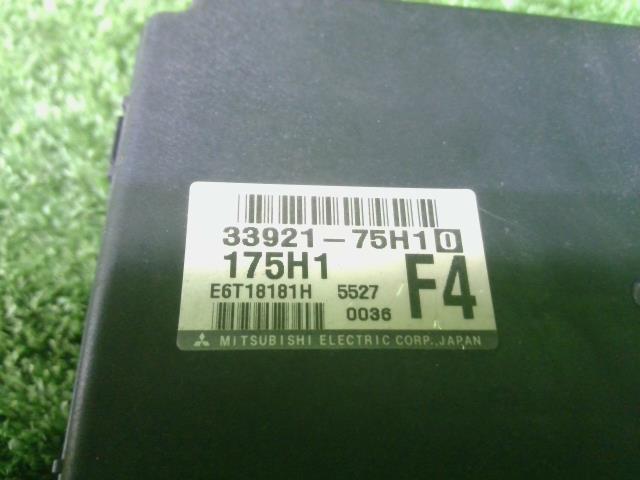 33921-75H10
175H1
F4
E6T18181H 5527
0036
MITSUBISHI ELECTRIC CORP., JAPAN